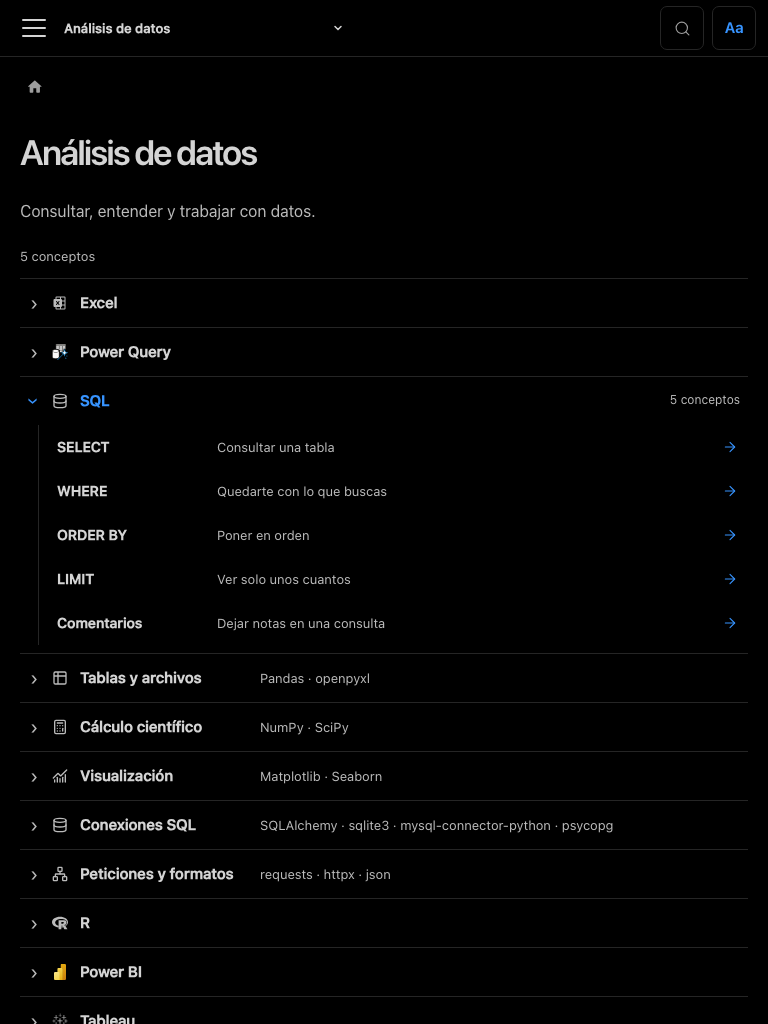 Análisis de datos
Aa
Análisis de datos
Consultar, entender y trabajar con datos.
5 conceptos
Excel
Power Query
SQL 5 conceptos
SELECT Consultar una tabla
WHERE Quedarte con lo que buscas
ORDER BY Poner en orden
LIMIT Ver solo unos cuantos
Comentarios Dejar notas en una consulta
Tablas y archivos Pandas · openpyxl
Cálculo científico NumPy · SciPy
Visualización Matplotlib · Seaborn
Conexiones SQL SQLAlchemy · sqlite3 · mysql-connector-python · psycopg
Peticiones y formatos requests · httpx · json
R
Power BI
Tableau